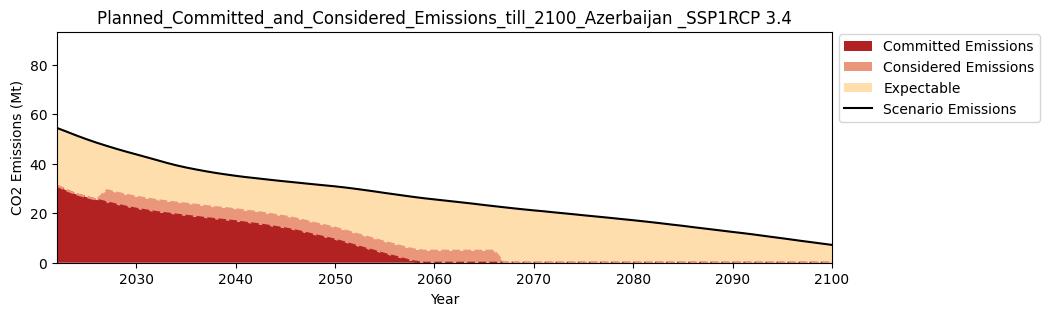 Planned_Committed_and_Considered_Emissions_till_2100_Azerbaijan _SSP1RCP 3.4
Committed Emissions
Considered Emissions
Expectable
Scenario Emissions
CO2 Emissions (Mt)
80
60
40
20
0
2030 2040 2050 2060 2070 2080 2090 2100
Year